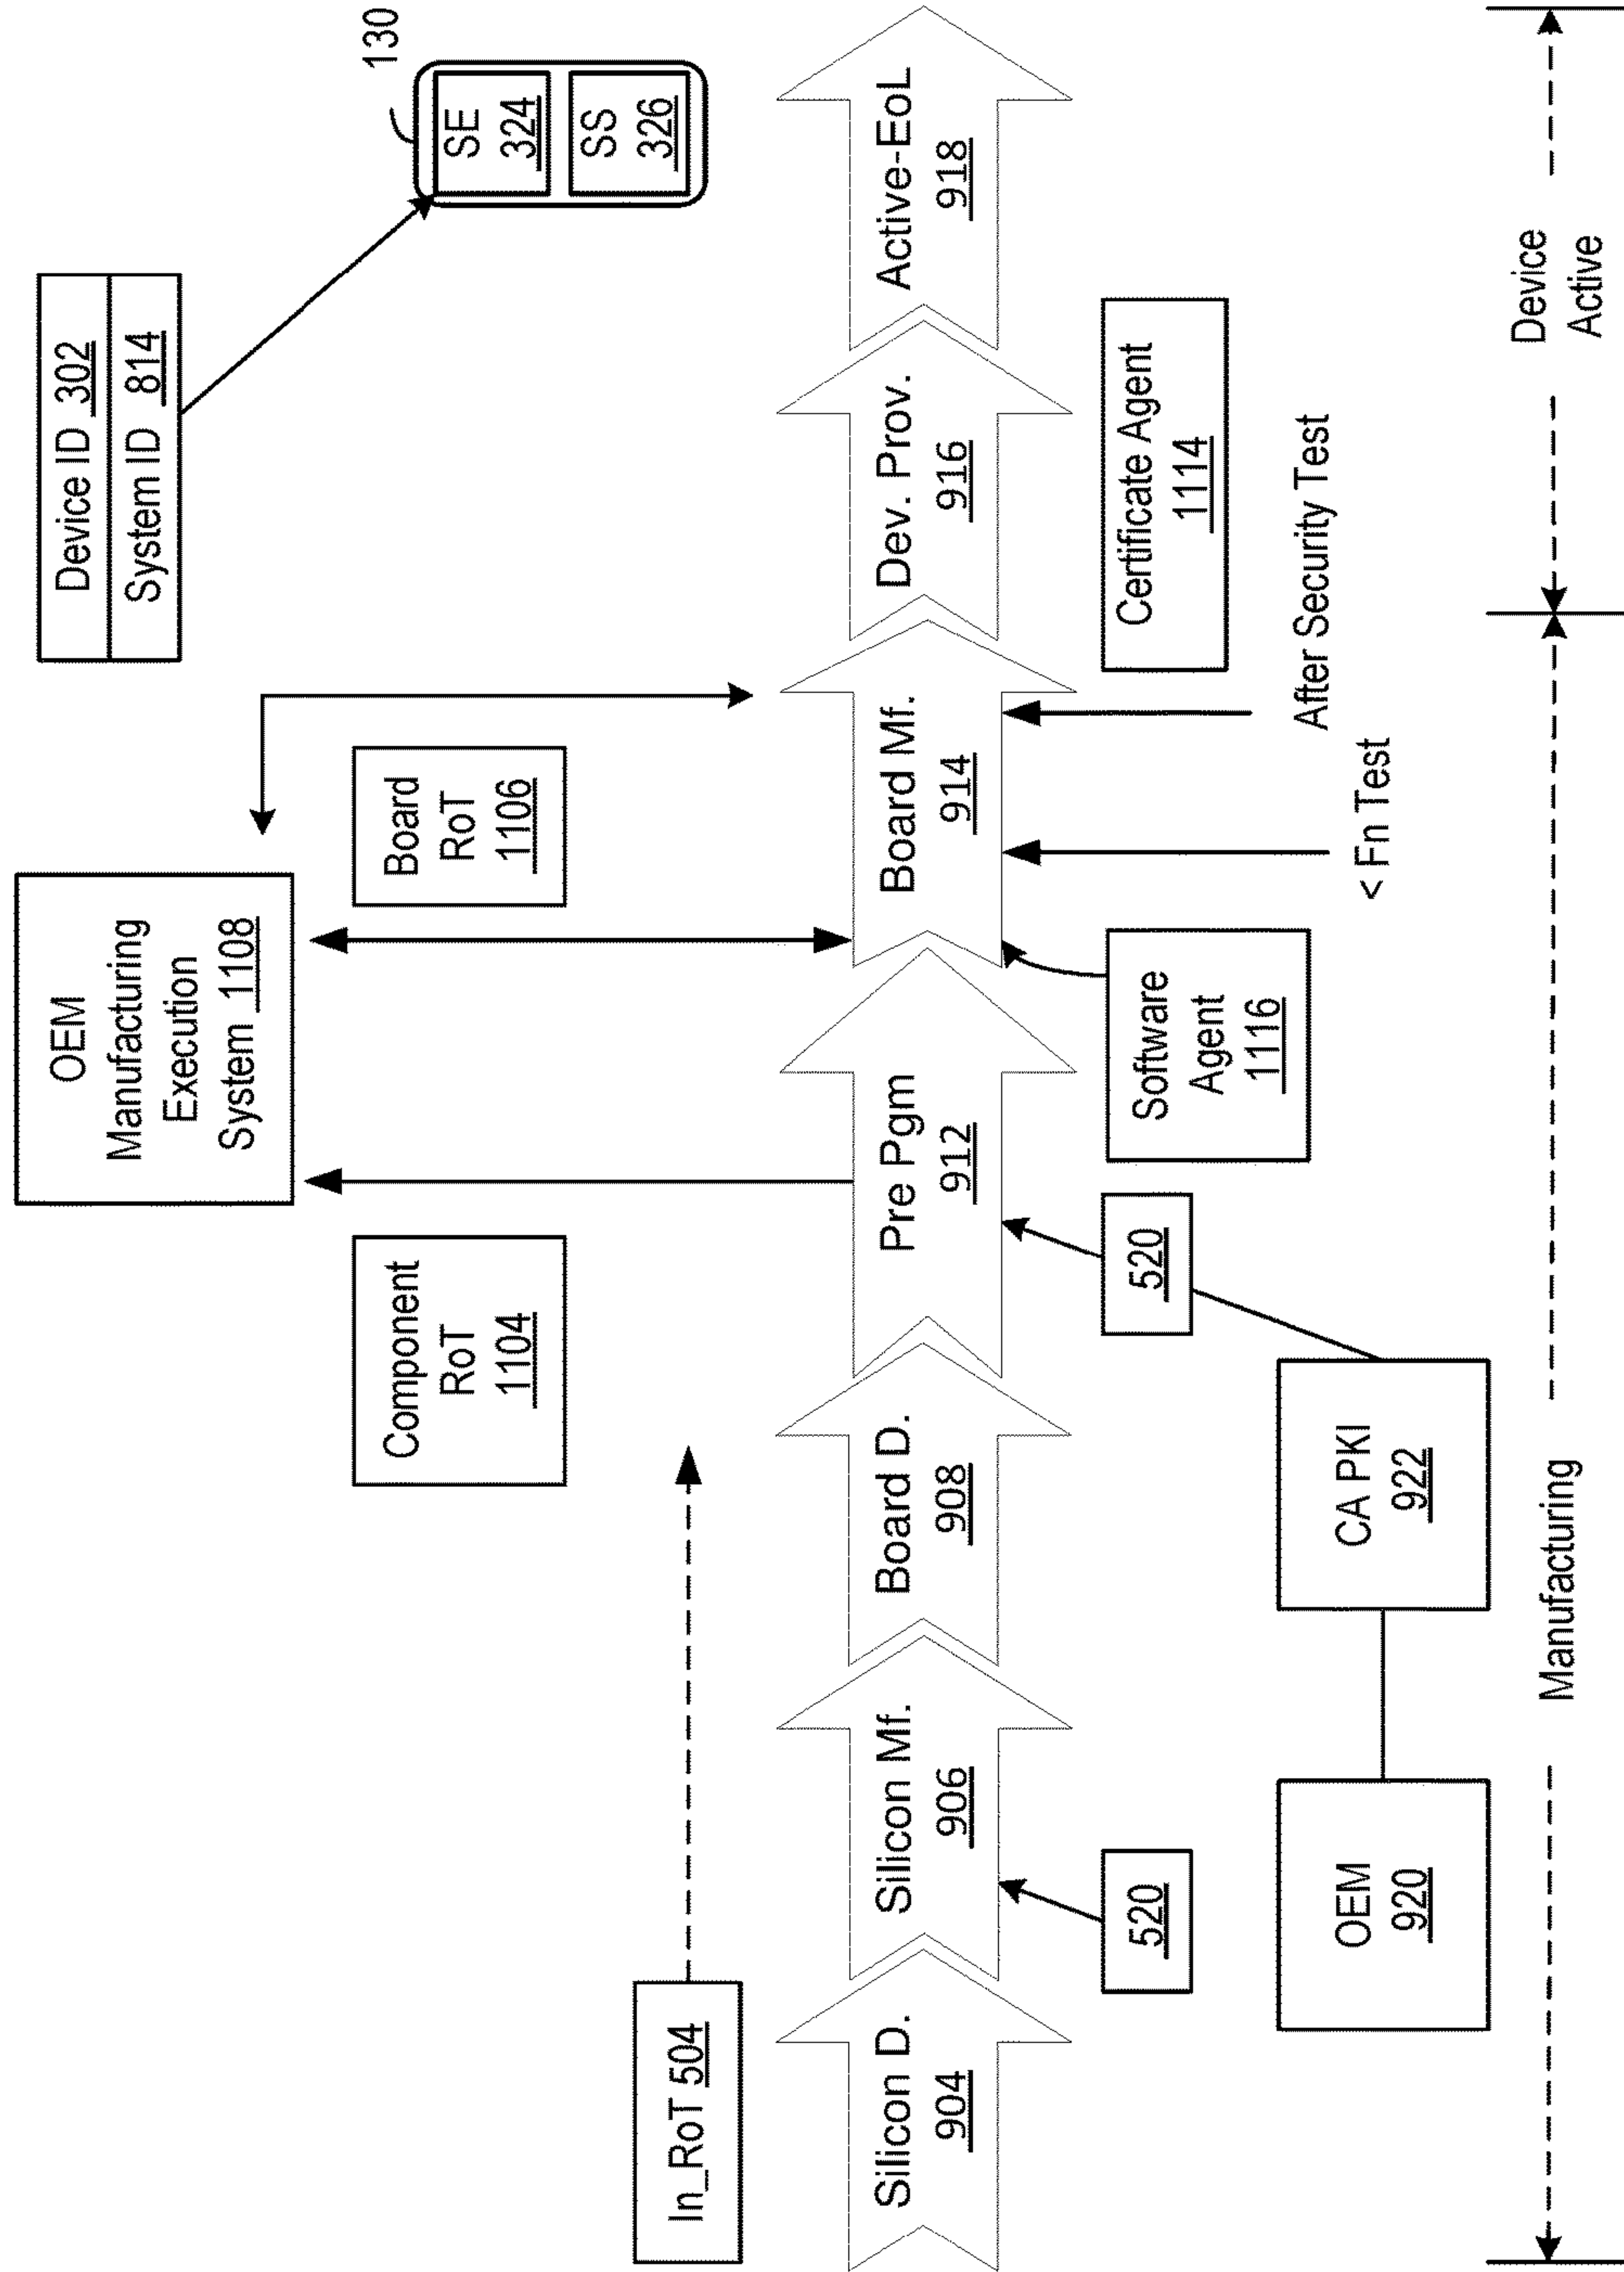 Device ID 302
System ID 814
130
SE
324
SS
326
OEM
Manufacturing
Execution
System 1108
Board
RoT
1106
Component
RoT
1104
In_RoT 504
Silicon D.
904
Silicon Mf.
906
Board D.
908
Pre Pgm
912
Board Mf.
914
Dev. Prov.
916
Active-EoL
918
520
520
Software
Agent
1116
Certificate Agent
1114
< Fn Test
After Security Test
OEM
920
CA PKI
922
Manufacturing
Device
Active